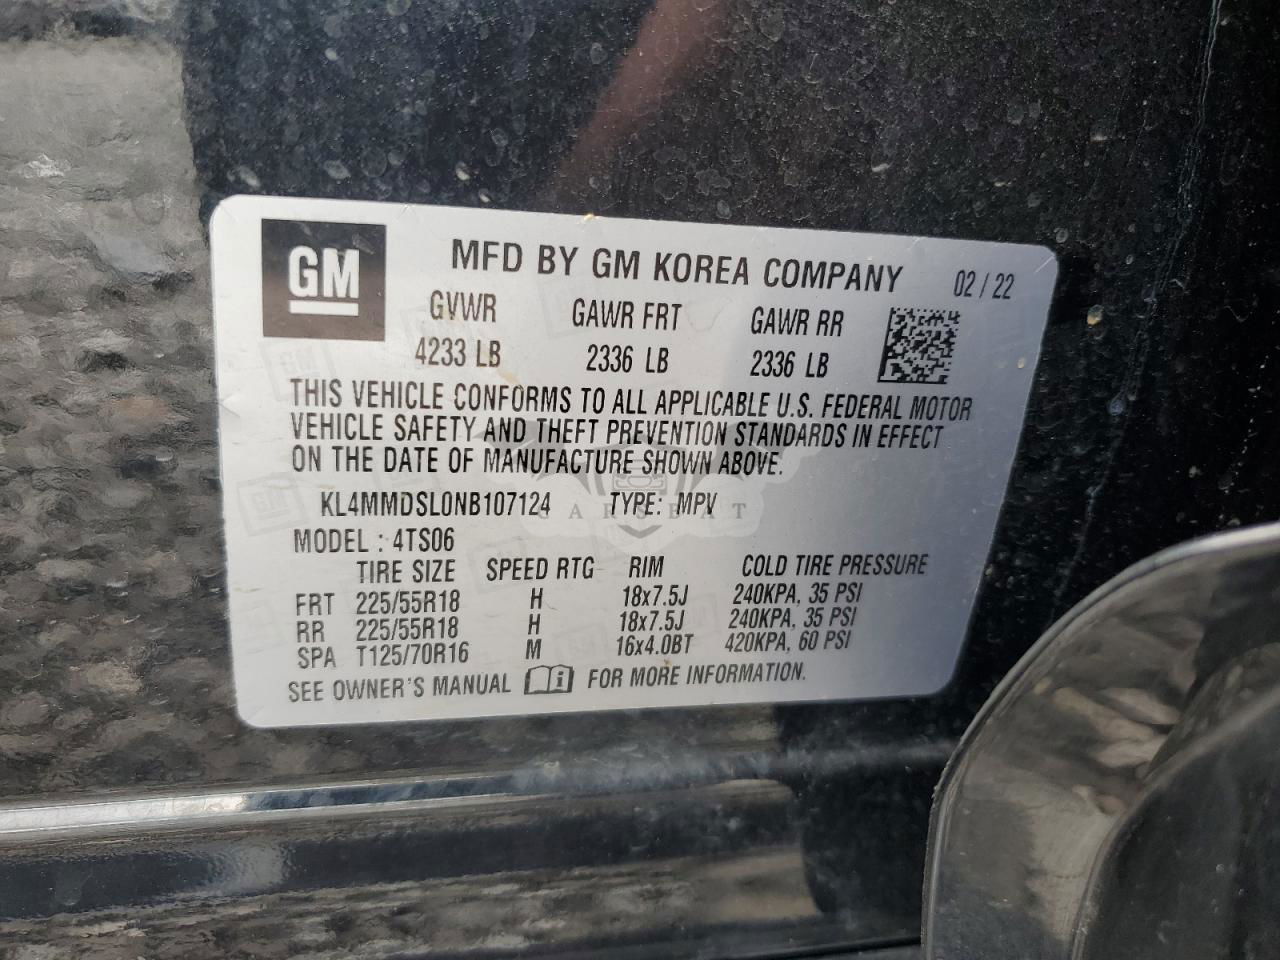 GM
MFD BY GM KOREA COMPANY 02 / 22
GVWR GAWR FRT GAWR RR
4233 LB 2336 LB 2336 LB
THIS VEHICLE CONFORMS TO ALL APPLICABLE U.S. FEDERAL MOTOR
VEHICLE SAFETY AND THEFT PREVENTION STANDARDS IN EFFECT
ON THE DATE OF MANUFACTURE SHOWN ABOVE.
KL4MMDSL0NB107124 TYPE: MPV
CARSBAT
MODEL : 4TS06
TIRE SIZE SPEED RTG RIM COLD TIRE PRESSURE
FRT 225/55R18 H 18x7.5J 240KPA, 35 PSI
RR 225/55R18 H 18x7.5J 240KPA, 35 PSI
SPA T125/70R16 M 16x4.0BT 420KPA, 60 PSI
SEE OWNER'S MANUAL i FOR MORE INFORMATION.